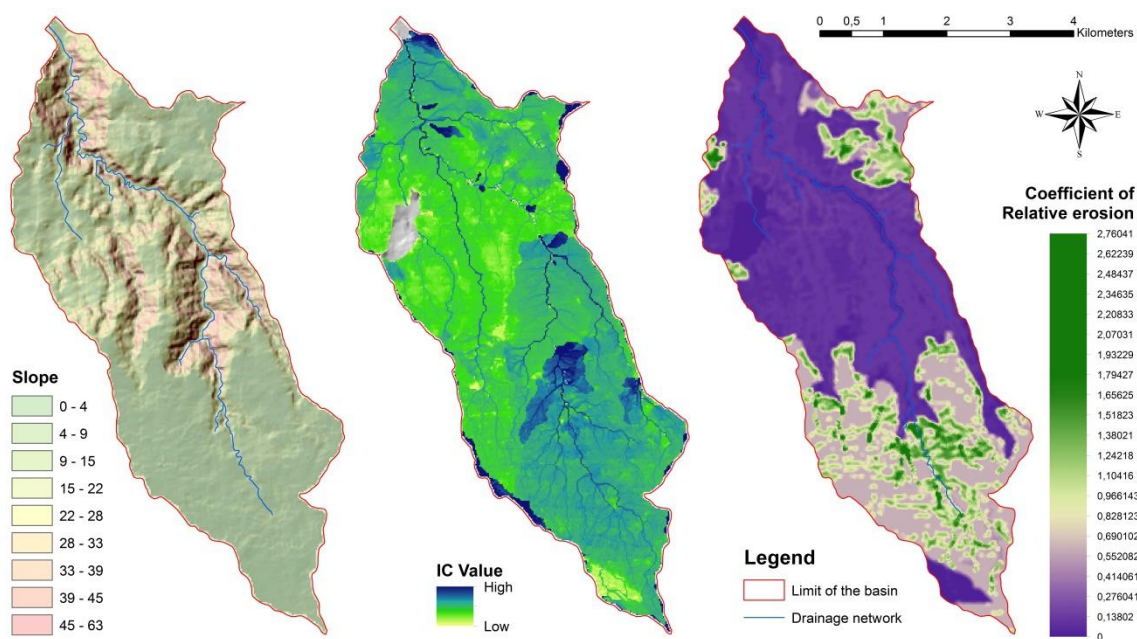 0 0,5 1 2 3 4
Kilometers
N
W E
S
Coefficient of
Relative erosion
2,76041
2,62239
2,48437
2,34635
2,20833
2,07031
1,93229
1,79427
1,65625
1,51823
1,38021
1,24218
1,10416
0,966143
0,828123
0,690102
0,552082
0,414061
0,276041
0,13802
0
Slope
0 - 4
4 - 9
9 - 15
15 - 22
22 - 28
28 - 33
33 - 39
39 - 45
45 - 63
IC Value
High
Low
Legend
Limit of the basin
Drainage network